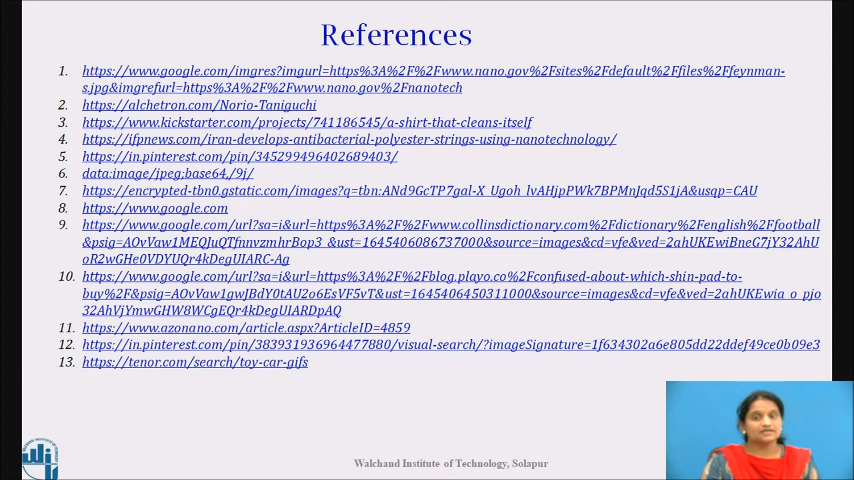 References
1. https://www.google.com/imgres?imgurl=https%3A%2F%2Fwww.nano.gov%2Fsites%2Fdefault%2Ffiles%2Ffeynman-
s.jpg&imgrefurl=https%3A%2F%2Fwww.nano.gov%2Fnanotech
2. https://alchetron.com/Norio-Taniguchi
3. https://www.kickstarter.com/projects/741186545/a-shirt-that-cleans-itself
4. https://ifpnews.com/iran-develops-antibacterial-polyester-strings-using-nanotechnology/
5. https://in.pinterest.com/pin/345299496402689403/
6. data:image/jpeg;base64,/9j/
7. https://encrypted-tbn0.gstatic.com/images?q=tbn:ANd9GcTP7gal-X_Ugoh_lvAHjpPWk7BPMnJqd5S1jA&usqp=CAU
8. https://www.google.com
9. https://www.google.com/url?sa=i&url=https%3A%2F%2Fwww.collinsdictionary.com%2Fdictionary%2Fenglish%2Ffootball
&psig=AOvVaw1MEQJuQTfnnvzmhrBop3_&ust=1645406086737000&source=images&cd=vfe&ved=2ahUKEwiBneG7jY32AhU
oR2wGHe0VDYUQr4kDegUIARC-Ag
10. https://www.google.com/url?sa=i&url=https%3A%2F%2Fblog.playo.co%2Fconfused-about-which-shin-pad-to-
buy%2F&psig=AOvVaw1gwJBdY0tAU2o6EsVF5vT&ust=1645406450311000&source=images&cd=vfe&ved=2ahUKEwia_o_pjo
32AhVjYmwGHW8WCgEQr4kDegUIARDpAQ
11. https://www.azonano.com/article.aspx?ArticleID=4859
12. https://in.pinterest.com/pin/383931936964477880/visual-search/?imageSignature=1f634302a6e805dd22ddef49ce0b09e3
13. https://tenor.com/search/toy-car-gifs
Walchand Institute of Technology, Solapur